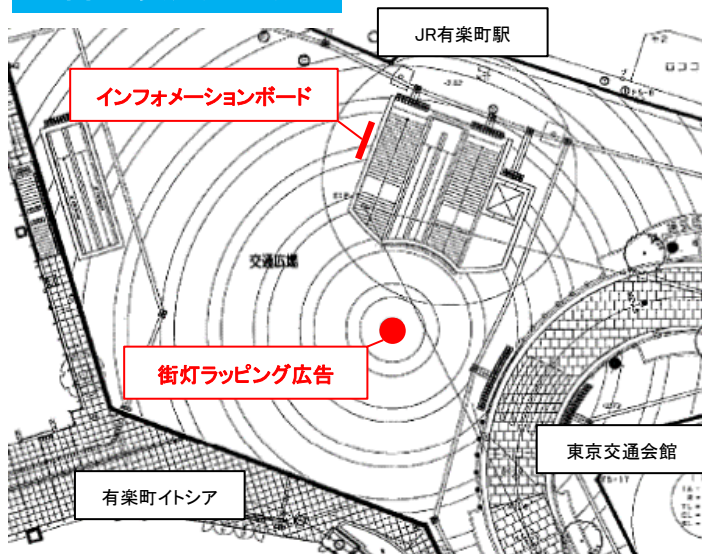 JR有楽町駅
インフォメーションボード
交通広場
街灯ラッピング広告
東京交通会館
有楽町イトシア